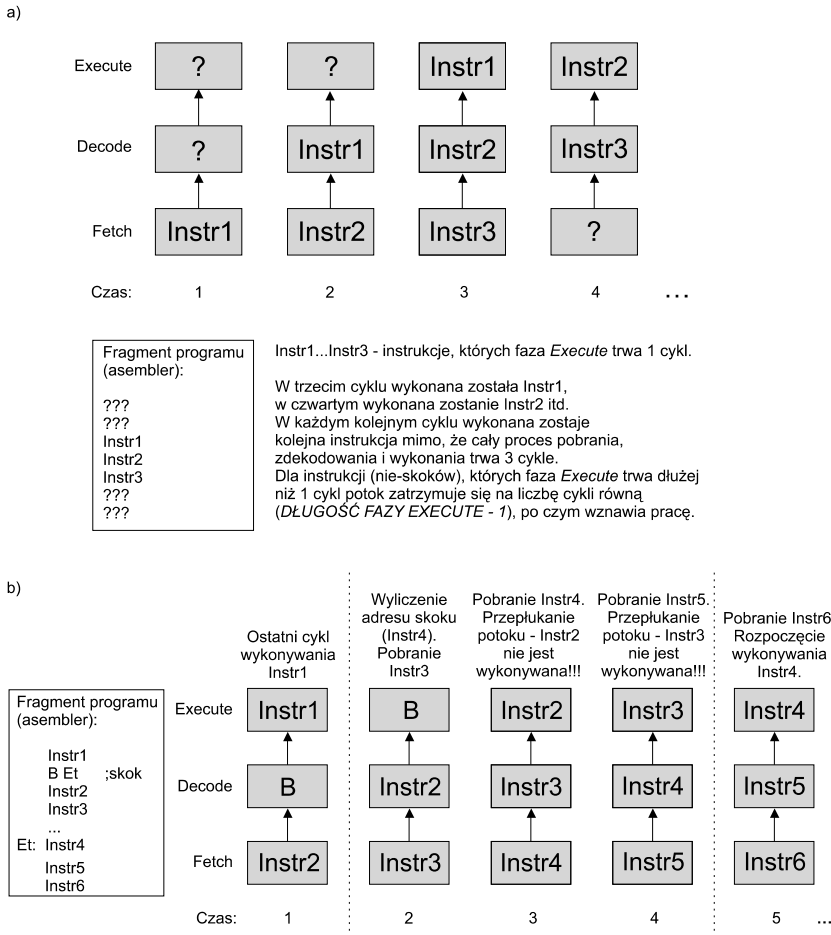 a)
Execute ? ? Instr1 Instr2
Decode ? Instr1 Instr2 Instr3
Fetch Instr1 Instr2 Instr3 ?
Czas: 1 2 3 4 ...
Fragment programu
(asembler):
???
???
Instr1
Instr2
Instr3
???
???
Instr1...Instr3 - instrukcje, których faza Execute trwa 1 cykl.
W trzecim cyklu wykonana została Instr1,
w czwartym wykonana zostanie Instr2 itd.
W każdym kolejnym cyklu wykonana zostaje
kolejna instrukcja mimo, że cały proces pobrania,
zdekodowania i wykonania trwa 3 cykle.
Dla instrukcji (nie-skoków), których faza Execute trwa dłużej
niż 1 cykl potok zatrzymuje się na liczbę cykli równą
(DŁUGOŚĆ FAZY EXECUTE - 1), po czym wznawia pracę.
b)
Fragment programu
(asembler):
Instr1
B Et ;skok
Instr2
Instr3
...
Et: Instr4
Instr5
Instr6
Ostatni cykl
wykonywania
Instr1
Wyliczenie
adresu skoku
(Instr4).
Pobranie
Instr3
Pobranie Instr4.
Przepłukanie
potoku - Instr2
nie jest
wykonywana!!!
Pobranie Instr5.
Przepłukanie
potoku - Instr3
nie jest
wykonywana!!!
Pobranie Instr6
Rozpoczęcie
wykonywania
Instr4.
Execute Instr1 B Instr2 Instr3 Instr4
Decode B Instr2 Instr3 Instr4 Instr5
Fetch Instr2 Instr3 Instr4 Instr5 Instr6
Czas: 1 2 3 4 5 ...